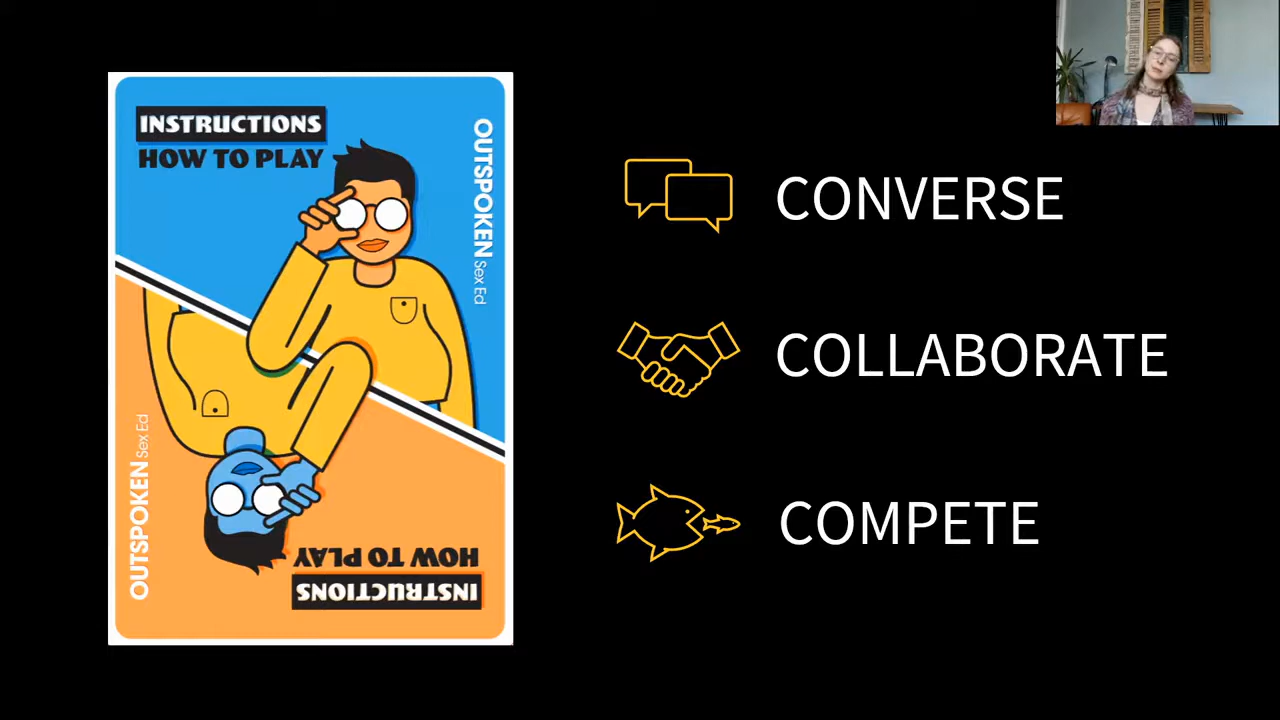 INSTRUCTIONS
HOW TO PLAY
OUTSPOKEN Sex Ed
OUTSPOKEN Sex Ed
HOW TO PLAY
INSTRUCTIONS
CONVERSE
COLLABORATE
COMPETE